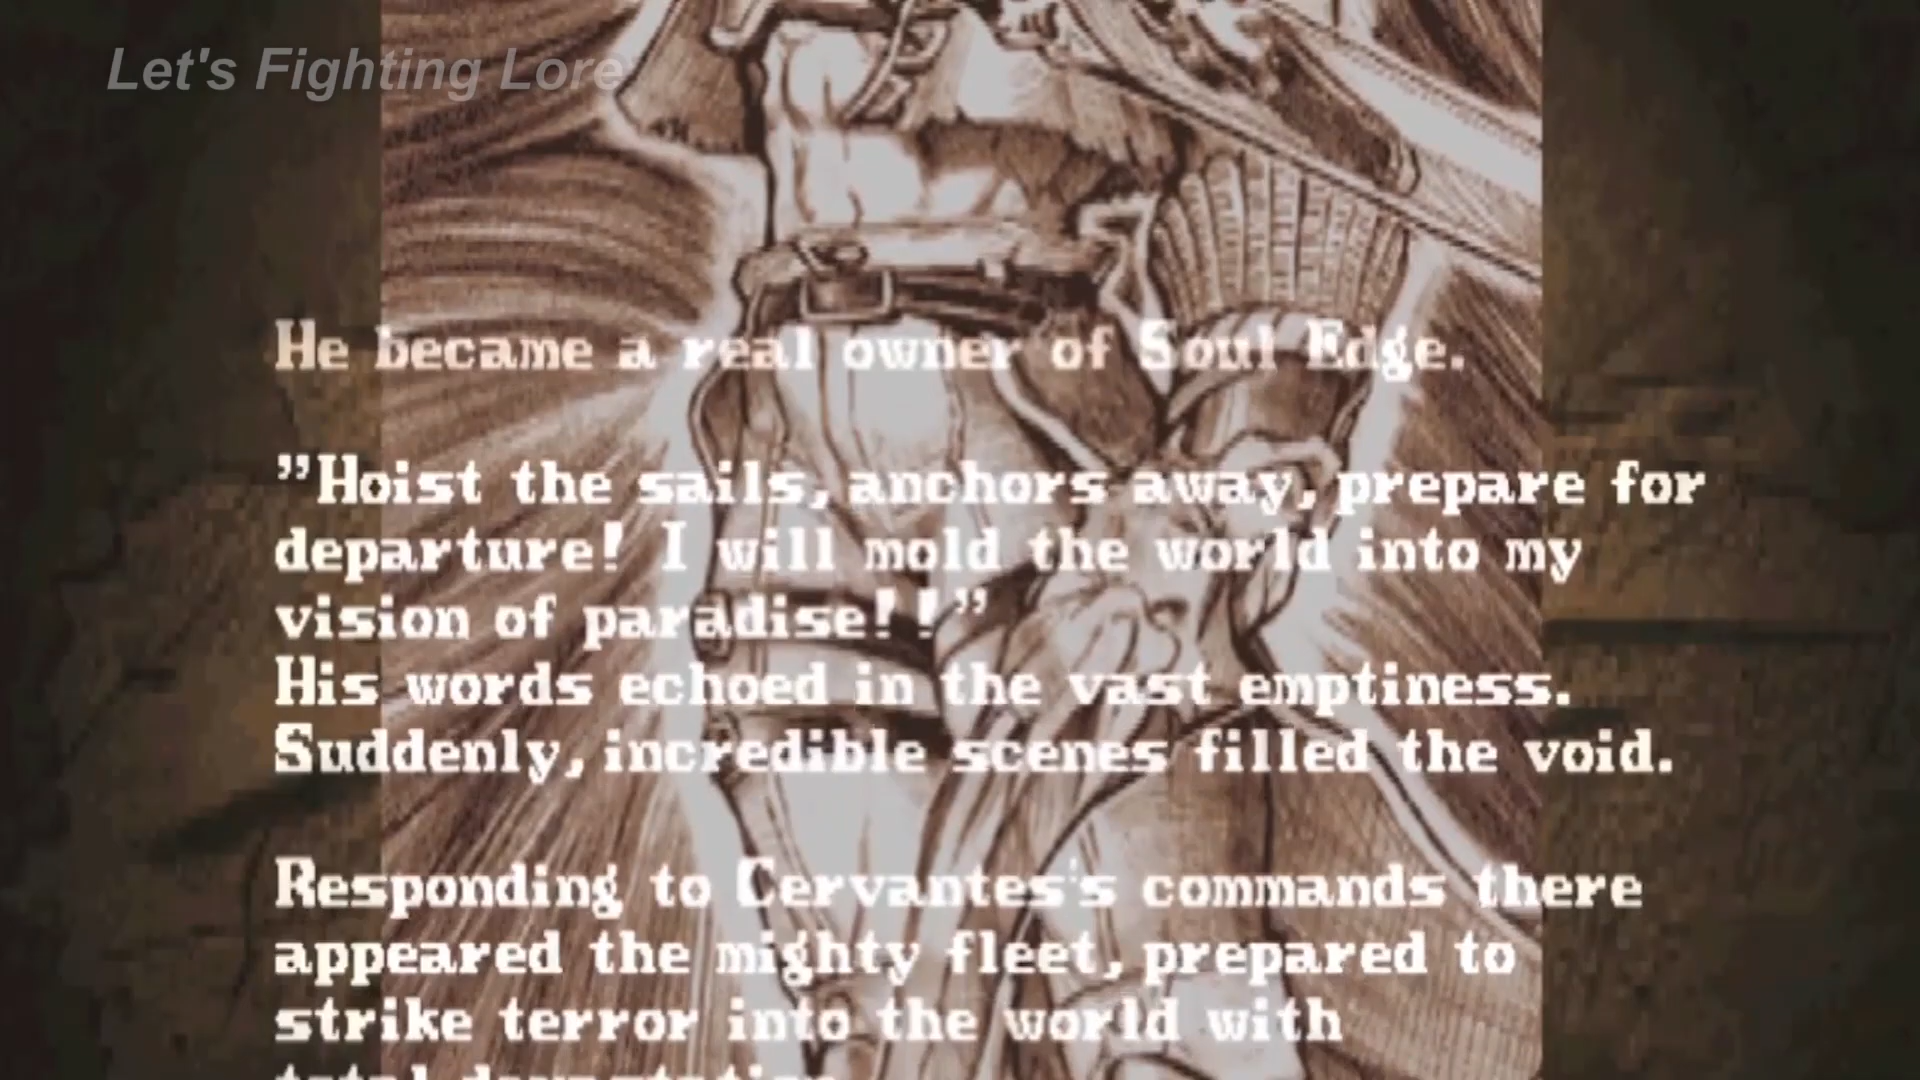 Let's Fighting Lore
He became a real owner of Soul Edge.
"Hoist the sails, anchors away, prepare for
departure! I will mold the world into my
vision of paradise!!"
His words echoed in the vast emptiness.
Suddenly, incredible scenes filled the void.
Responding to Cervantes's commands there
appeared the mighty fleet, prepared to
strike terror into the world with